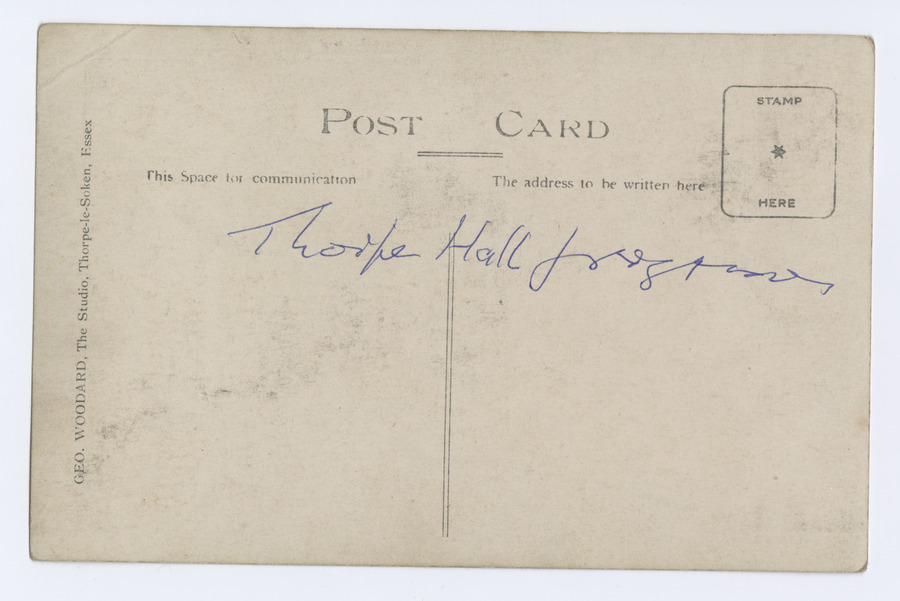 POST CARD
STAMP
HERE
This Space for communication
The address to be written here
Thorpe Hall
GEO. WOODARD, The Studio, Thorpe-le-Soken, Essex